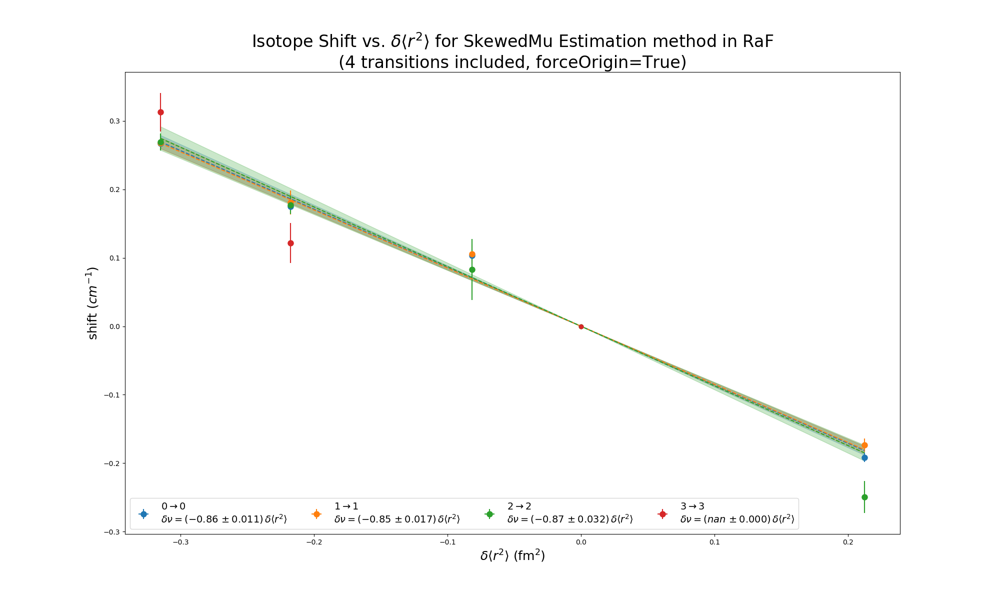 Isotope Shift vs. δ⟨r²⟩ for SkewedMu Estimation method in RaF
(4 transitions included, forceOrigin=True)
0.3
0.2
0.1
0.0
−0.1
−0.2
−0.3
shift (cm⁻¹)
0→0
δν = (−0.86 ± 0.011) δ⟨r²⟩
1→1
δν = (−0.85 ± 0.017) δ⟨r²⟩
2→2
δν = (−0.87 ± 0.032) δ⟨r²⟩
3→3
δν = (nan ± 0.000) δ⟨r²⟩
−0.3 −0.2 −0.1 0.0 0.1 0.2
δ⟨r²⟩ (fm²)